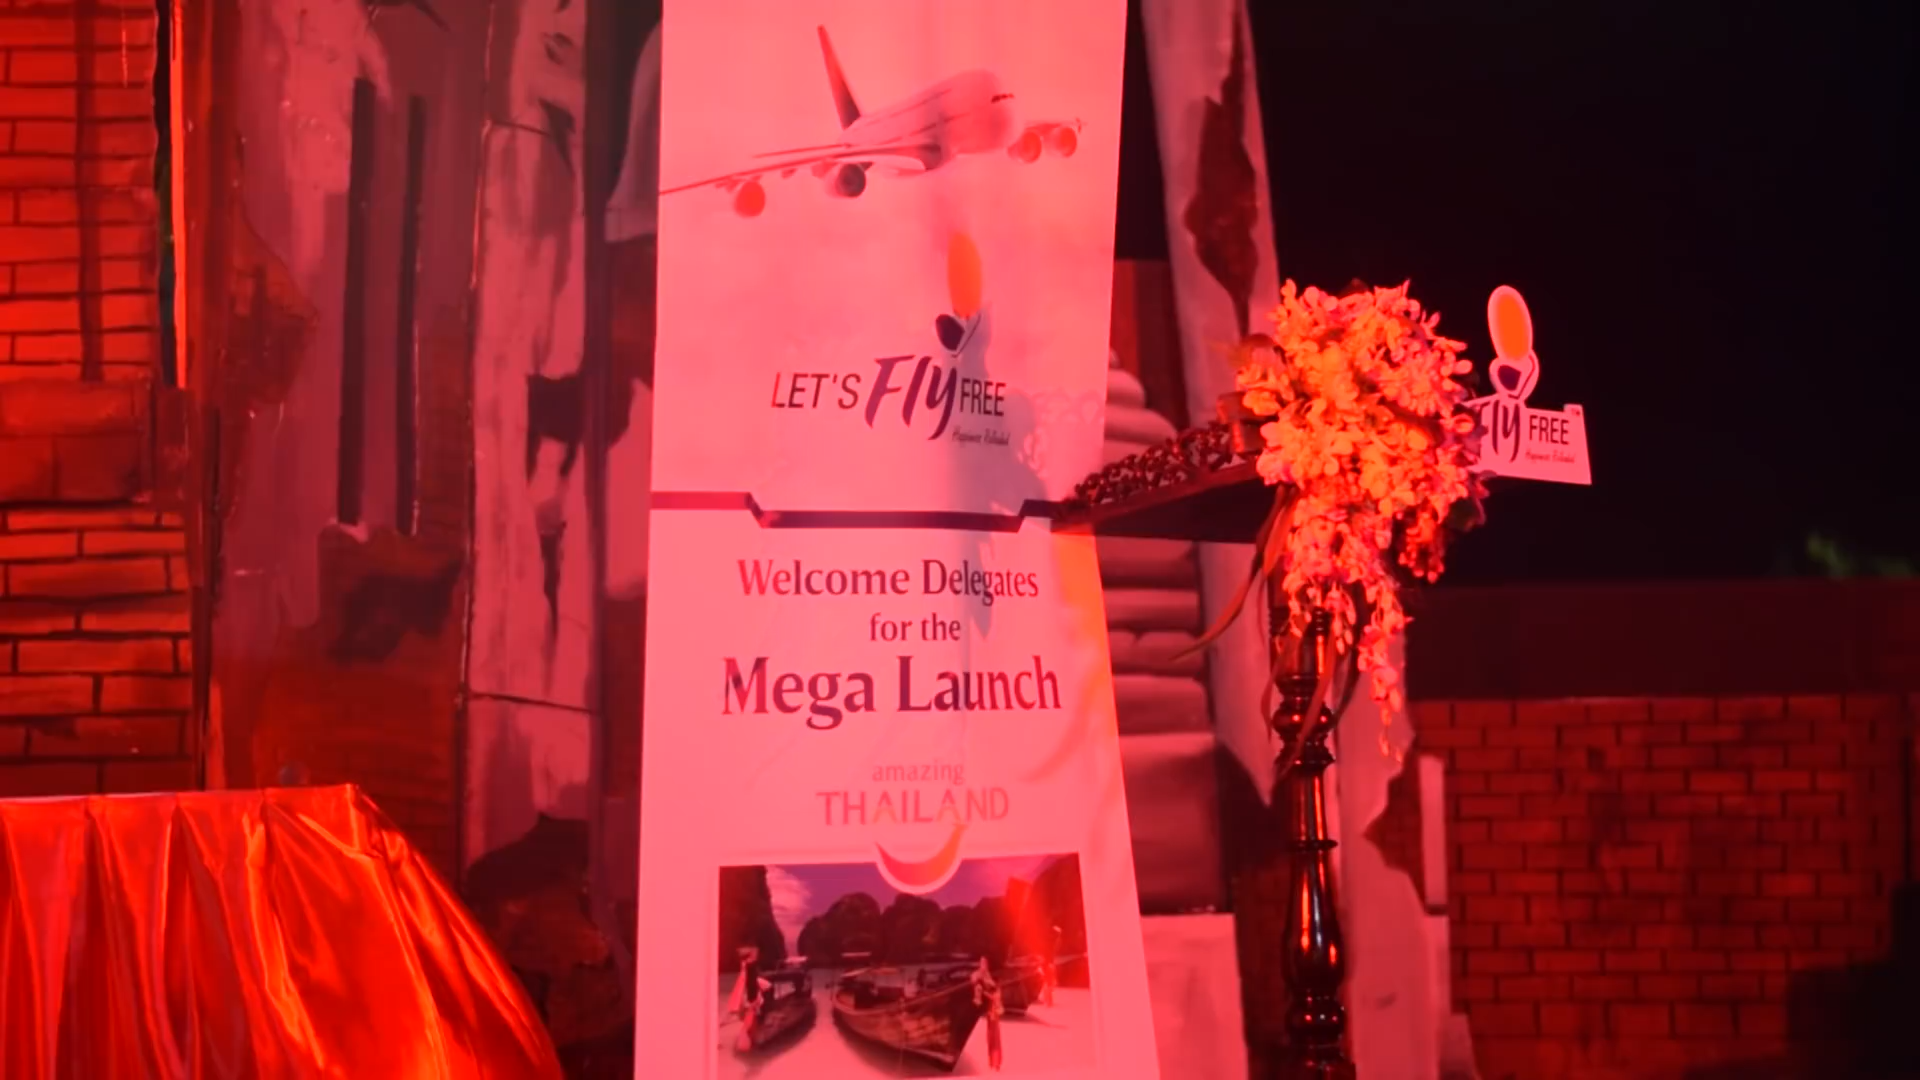 LET'S Fly FREE
Welcome Delegates
for the
Mega Launch
amazing
THAILAND
Fly FREE